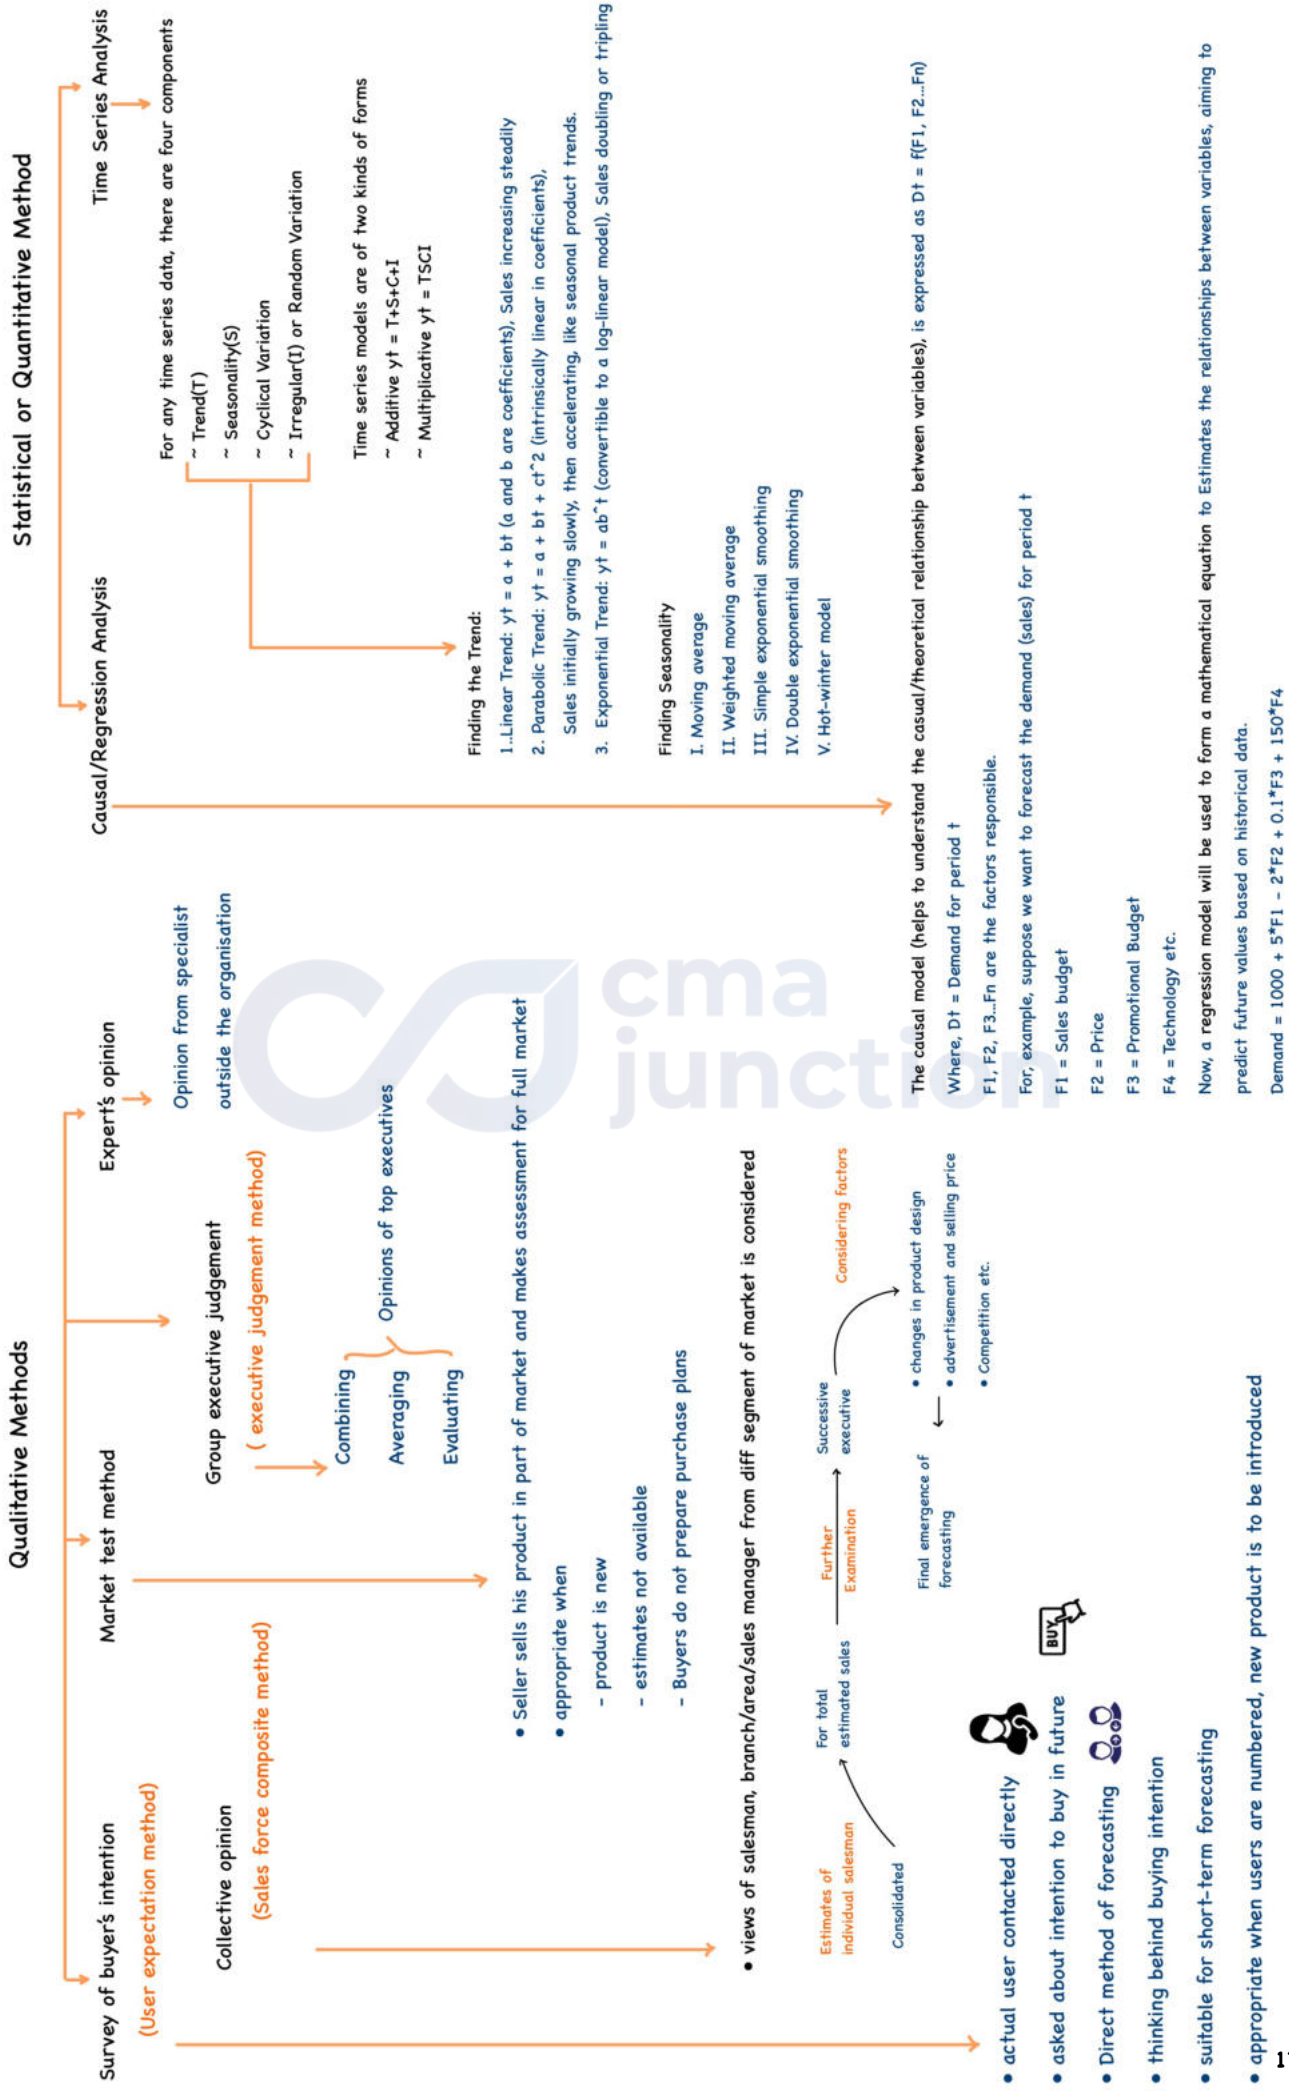 Qualitative Methods
Survey of buyer's intention
(User expectation method)
Collective opinion
(Sales force composite method)
Market test method
Group executive judgement
( executive judgement method)
Combining
Averaging
Evaluating
Opinions of top executives
Expert's opinion
Opinion from specialist
outside the organisation
• Seller sells his product in part of market and makes assessment for full market
• appropriate when
- product is new
- estimates not available
- Buyers do not prepare purchase plans
• views of salesman, branch/area/sales manager from diff segment of market is considered
Estimates of
individual salesman
Consolidated
For total
estimated sales
Further
Examination
Successive
executive
Considering factors
• changes in product design
• advertisement and selling price
• Competition etc.
Final emergence of
forecasting
• actual user contacted directly
• asked about intention to buy in future
BUY
• Direct method of forecasting
• thinking behind buying intention
• suitable for short-term forecasting
• appropriate when users are numbered, new product is to be introduced
Statistical or Quantitative Method
Causal/Regression Analysis
Time Series Analysis
For any time series data, there are four components
~ Trend(T)
~ Seasonality(S)
~ Cyclical Variation
~ Irregular(I) or Random Variation
Time series models are of two kinds of forms
~ Additive yt = T+S+C+I
~ Multiplicative yt = TSCI
Finding the Trend:
1..Linear Trend: yt = a + bt (a and b are coefficients), Sales increasing steadily
2. Parabolic Trend: yt = a + bt + ct^2 (intrinsically linear in coefficients),
Sales initially growing slowly, then accelerating, like seasonal product trends.
3. Exponential Trend: yt = ab^t (convertible to a log-linear model), Sales doubling or tripling
Finding Seasonality
I. Moving average
II. Weighted moving average
III. Simple exponential smoothing
IV. Double exponential smoothing
V. Hot-winter model
The causal model (helps to understand the casual/theoretical relationship between variables), is expressed as Dt = f(F1, F2...Fn)
Where, Dt = Demand for period t
F1, F2, F3...Fn are the factors responsible.
For, example, suppose we want to forecast the demand (sales) for period t
F1 = Sales budget
F2 = Price
F3 = Promotional Budget
F4 = Technology etc.
Now, a regression model will be used to form a mathematical equation to Estimates the relationships between variables, aiming to
predict future values based on historical data.
Demand = 1000 + 5*F1 - 2*F2 + 0.1*F3 + 150*F4
cma
junction